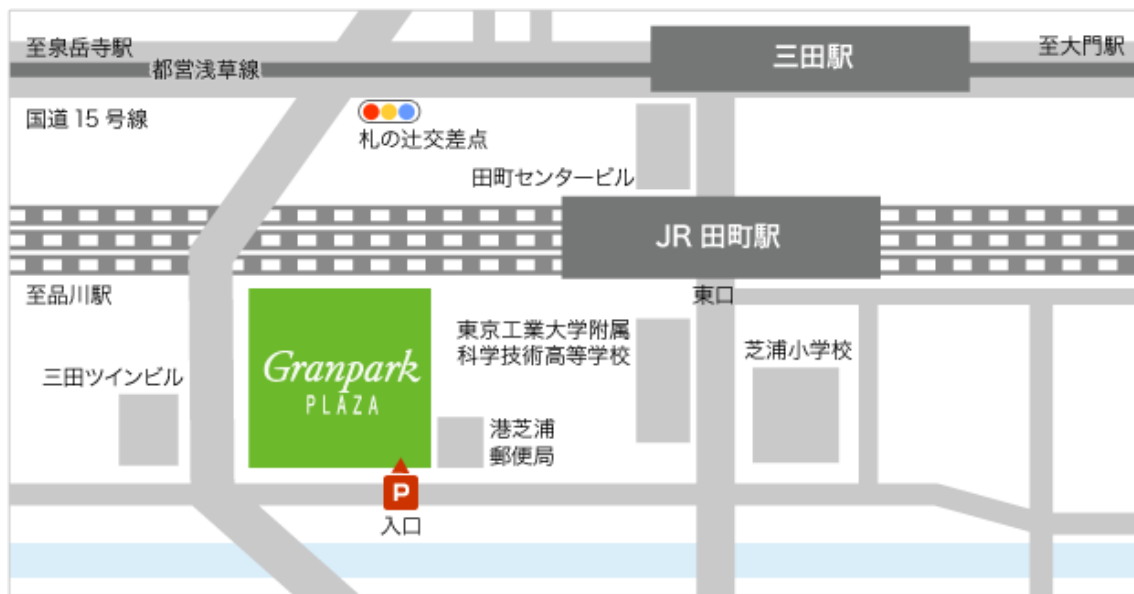 至泉岳寺駅
都営浅草線
三田駅
至大門駅
国道15号線
札の辻交差点
田町センタービル
JR 田町駅
至品川駅
東口
東京工業大学附属
科学技術高等学校
芝浦小学校
Granpark
PLAZA
三田ツインビル
港芝浦
郵便局
P
入口